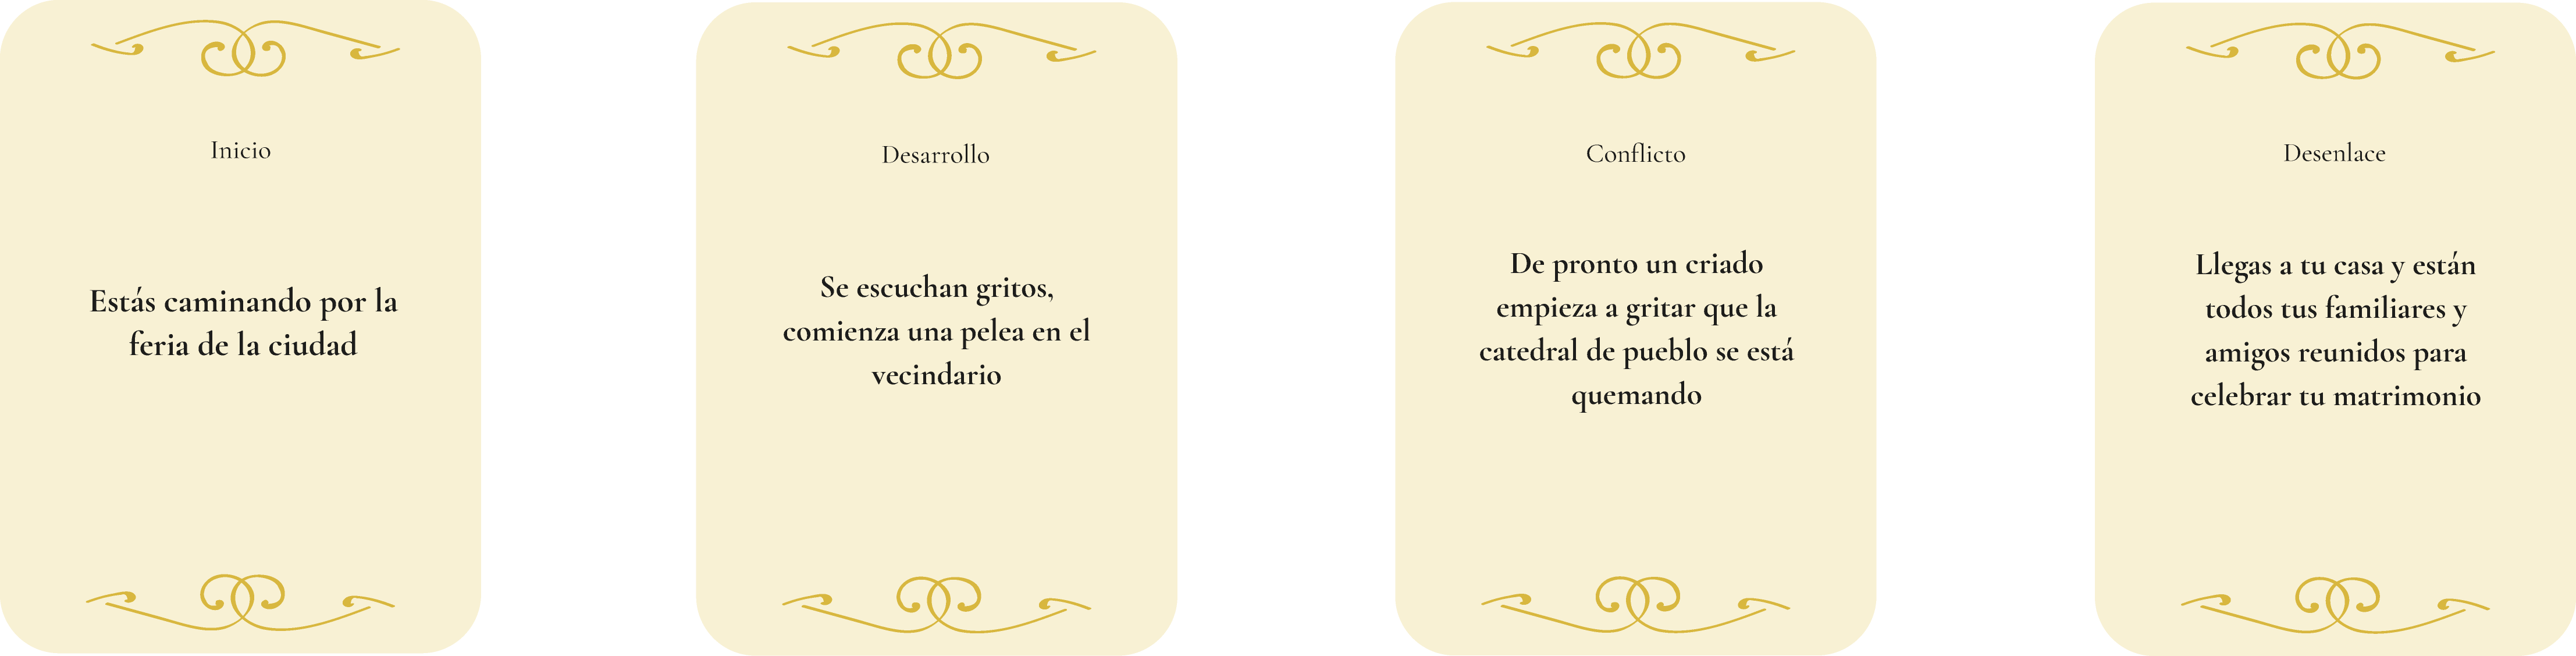 Inicio
Estás caminando por la
feria de la ciudad
Desarrollo
Se escuchan gritos,
comienza una pelea en el
vecindario
Conflicto
De pronto un criado
empieza a gritar que la
catedral de pueblo se está
quemando
Desenlace
Llegas a tu casa y están
todos tus familiares y
amigos reunidos para
celebrar tu matrimonio